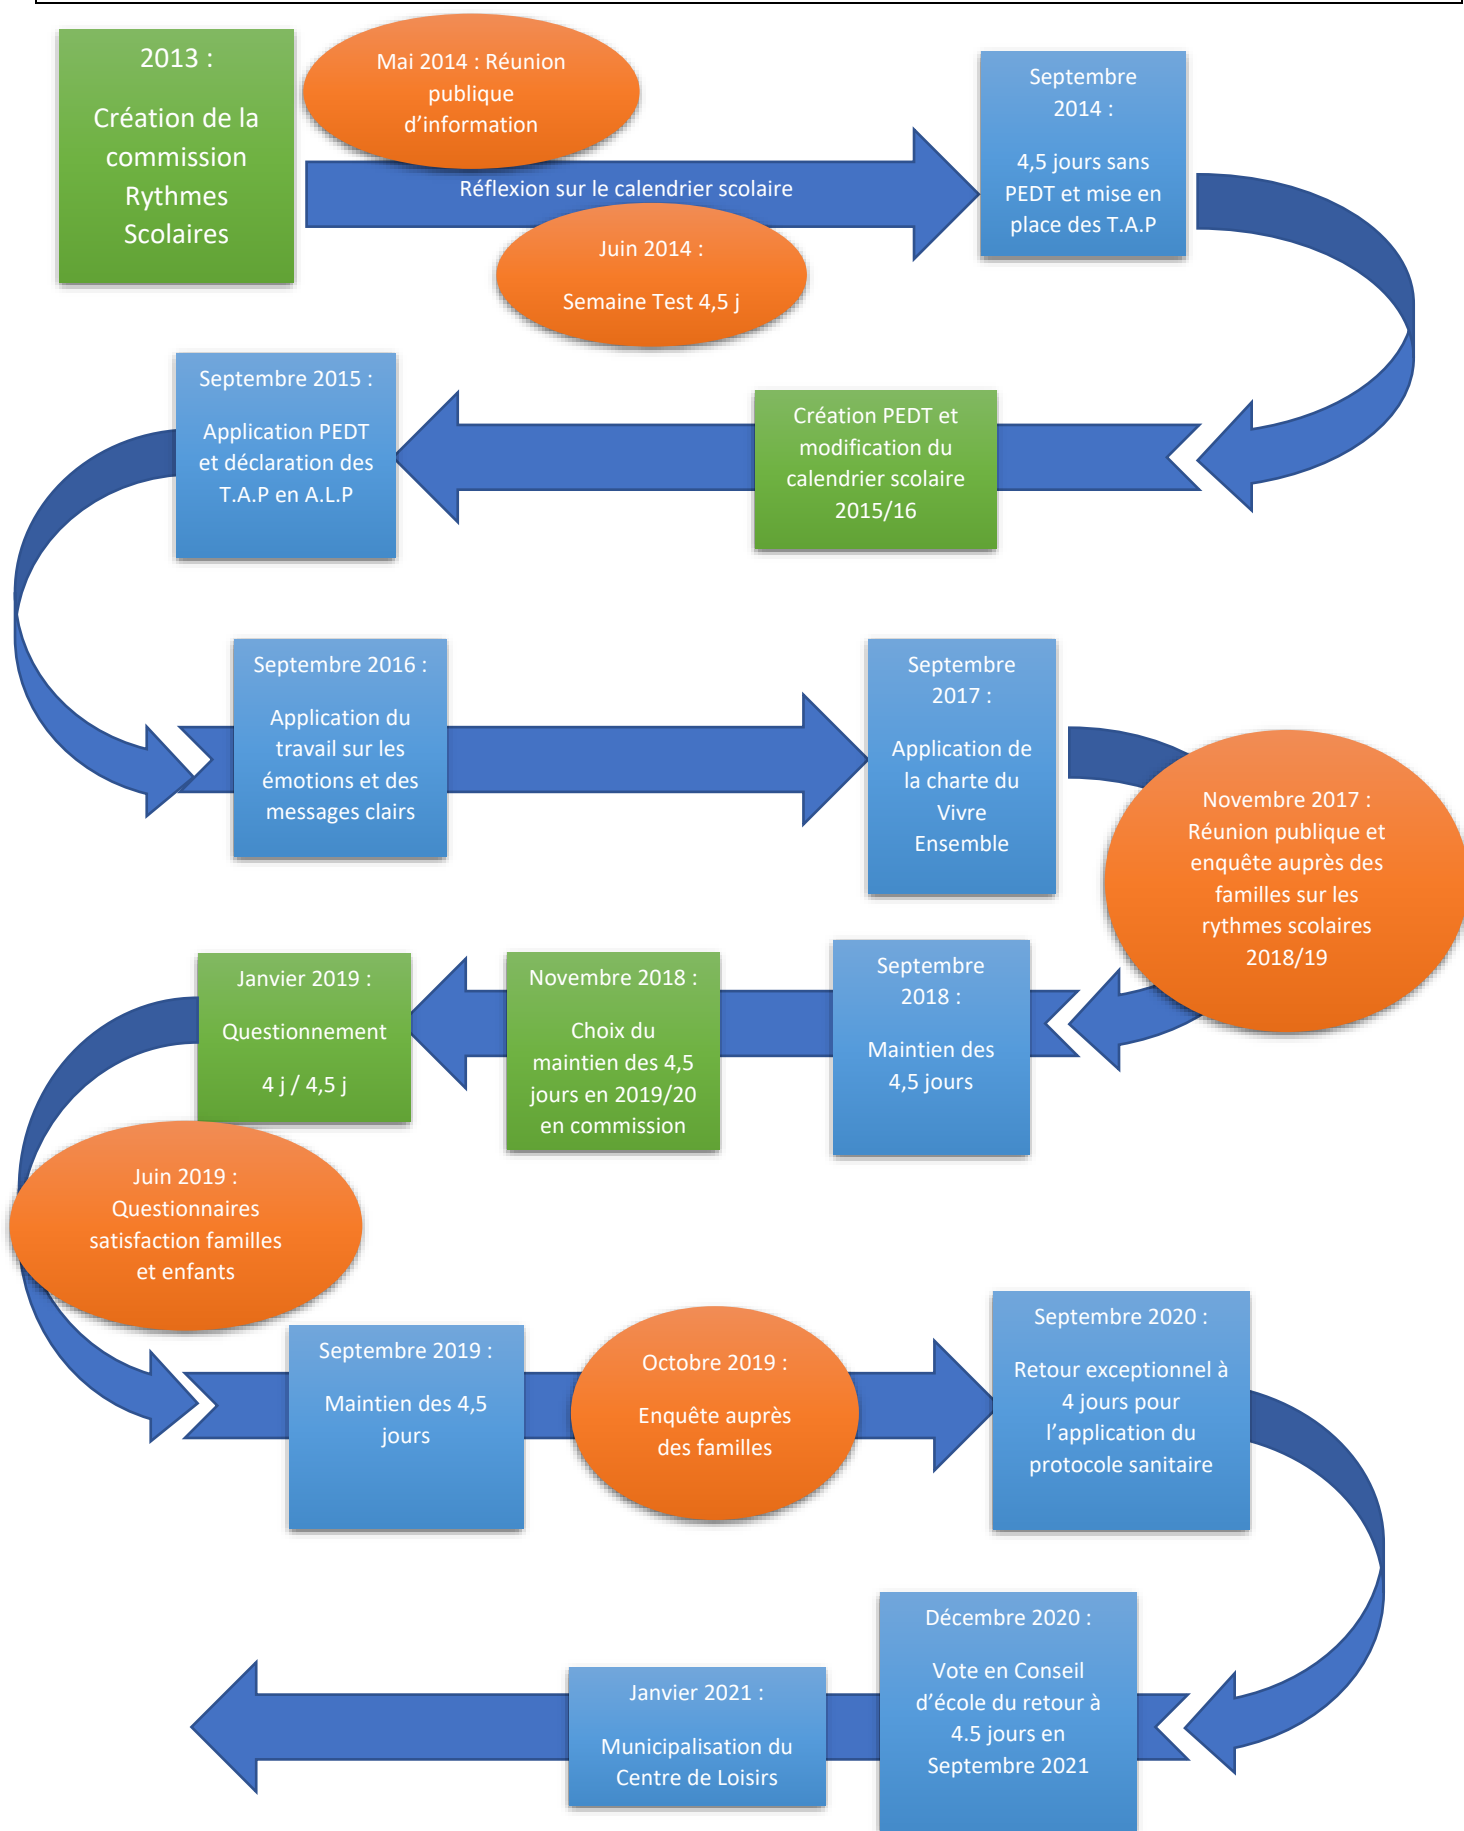 2013 :
Création de la
commission
Rythmes
Scolaires
Mai 2014 : Réunion
publique
d’information
Réflexion sur le calendrier scolaire
Juin 2014 :
Semaine Test 4,5 j
Septembre
2014 :
4,5 jours sans
PEDT et mise en
place des T.A.P
Création PEDT et
modification du
calendrier scolaire
2015/16
Septembre 2015 :
Application PEDT
et déclaration des
T.A.P en A.L.P
Septembre 2016 :
Application du
travail sur les
émotions et des
messages clairs
Septembre
2017 :
Application de
la charte du
Vivre
Ensemble
Novembre 2017 :
Réunion publique et
enquête auprès des
familles sur les
rythmes scolaires
2018/19
Septembre
2018 :
Maintien des
4,5 jours
Novembre 2018 :
Choix du
maintien des 4,5
jours en 2019/20
en commission
Janvier 2019 :
Questionnement
4 j / 4,5 j
Juin 2019 :
Questionnaires
satisfaction familles
et enfants
Septembre 2019 :
Maintien des 4,5
jours
Octobre 2019 :
Enquête auprès
des familles
Septembre 2020 :
Retour exceptionnel à
4 jours pour
l’application du
protocole sanitaire
Décembre 2020 :
Vote en Conseil
d’école du retour à
4.5 jours en
Septembre 2021
Janvier 2021 :
Municipalisation du
Centre de Loisirs